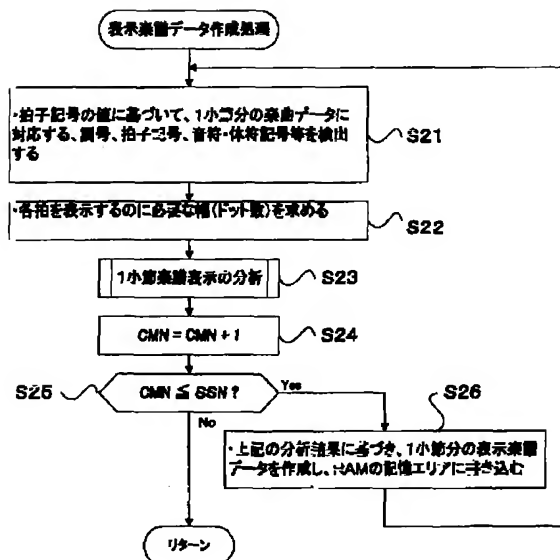 表示楽譜データ作成処理
・拍子記号の値に基づいて、1小節分の楽曲データに
対応する、調号、拍子記号、音符・休符記号等を検出
する
S21
・各拍を表示するのに必要な幅(ドット数)を求める
S22
1小節楽譜表示の分析
S23
CMN = CMN + 1
S24
S25
CMN ≦ SSN ?
Yes
No
S26
・上記の分析結果に基づき、1小節分の表示楽譜
データを作成し、RAMの記憶エリアに書き込む
リターン